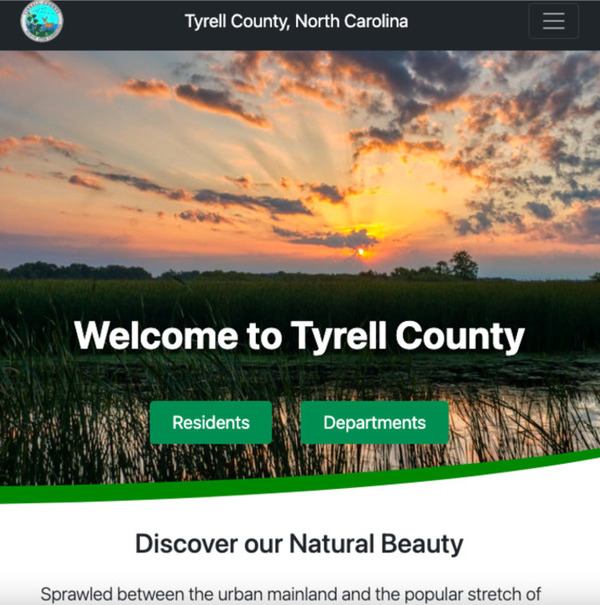 Tyrell County, North Carolina
Welcome to Tyrell County
Residents
Departments
Discover our Natural Beauty
Sprawled between the urban mainland and the popular stretch of